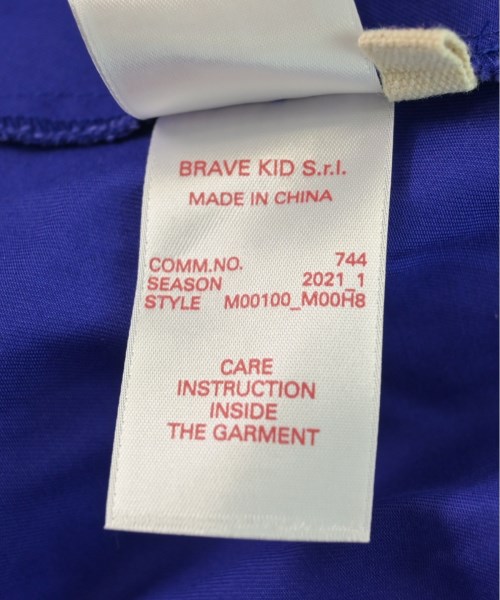 BRAVE KID S.r.l.
MADE IN CHINA
COMM.NO. 744
SEASON 2021_1
STYLE M00100_M00H8
CARE
INSTRUCTION
INSIDE
THE GARMENT